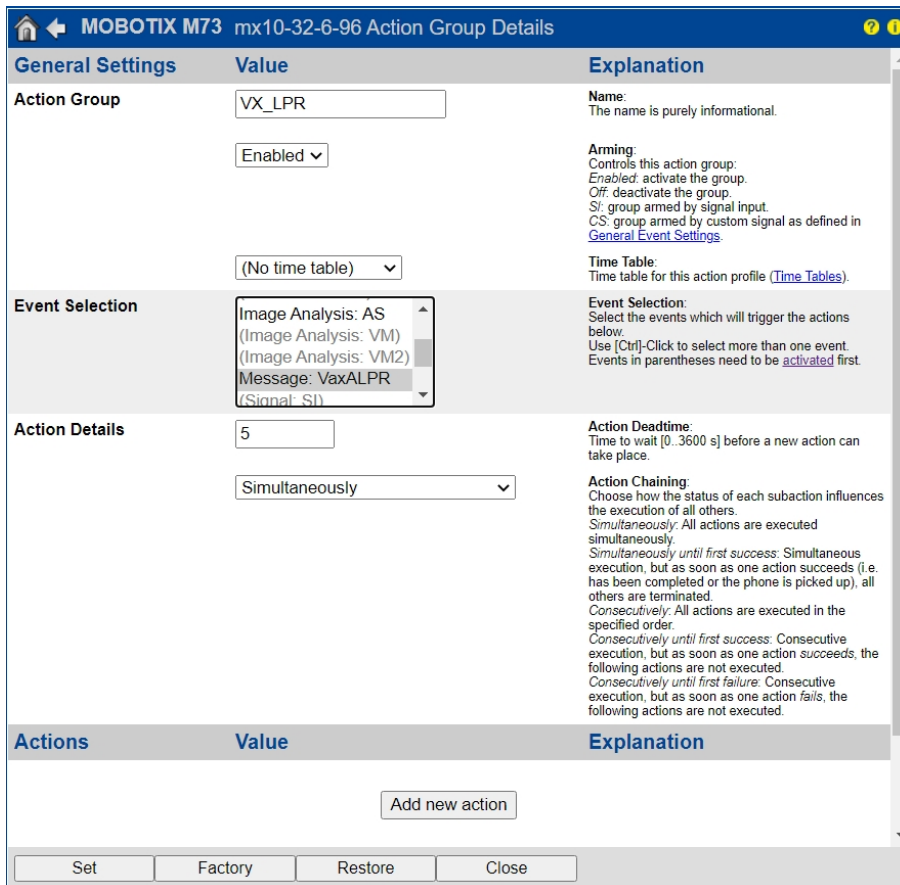 MOBOTIX M73 mx10-32-6-96 Action Group Details ? i
General Settings Value Explanation
Action Group VX_LPR Name:
The name is purely informational.
Enabled Arming:
Controls this action group:
Enabled: activate the group.
Off: deactivate the group.
SI: group armed by signal input.
CS: group armed by custom signal as defined in
General Event Settings.
(No time table) Time Table:
Time table for this action profile (Time Tables).
Event Selection
Image Analysis: AS
(Image Analysis: VM)
(Image Analysis: VM2)
Message: VaxALPR
(Signal: SI)
Event Selection:
Select the events which will trigger the actions
below.
Use [Ctrl]-Click to select more than one event.
Events in parentheses need to be activated first.
Action Details 5 Action Deadtime:
Time to wait [0..3600 s] before a new action can
take place.
Simultaneously Action Chaining:
Choose how the status of each subaction influences
the execution of all others.
Simultaneously: All actions are executed
simultaneously.
Simultaneously until first success: Simultaneous
execution, but as soon as one action succeeds (i.e.
has been completed or the phone is picked up), all
others are terminated.
Consecutively: All actions are executed in the
specified order.
Consecutively until first success: Consecutive
execution, but as soon as one action succeeds, the
following actions are not executed.
Consecutively until first failure: Consecutive
execution, but as soon as one action fails, the
following actions are not executed.
Actions Value Explanation
Add new action
Set Factory Restore Close